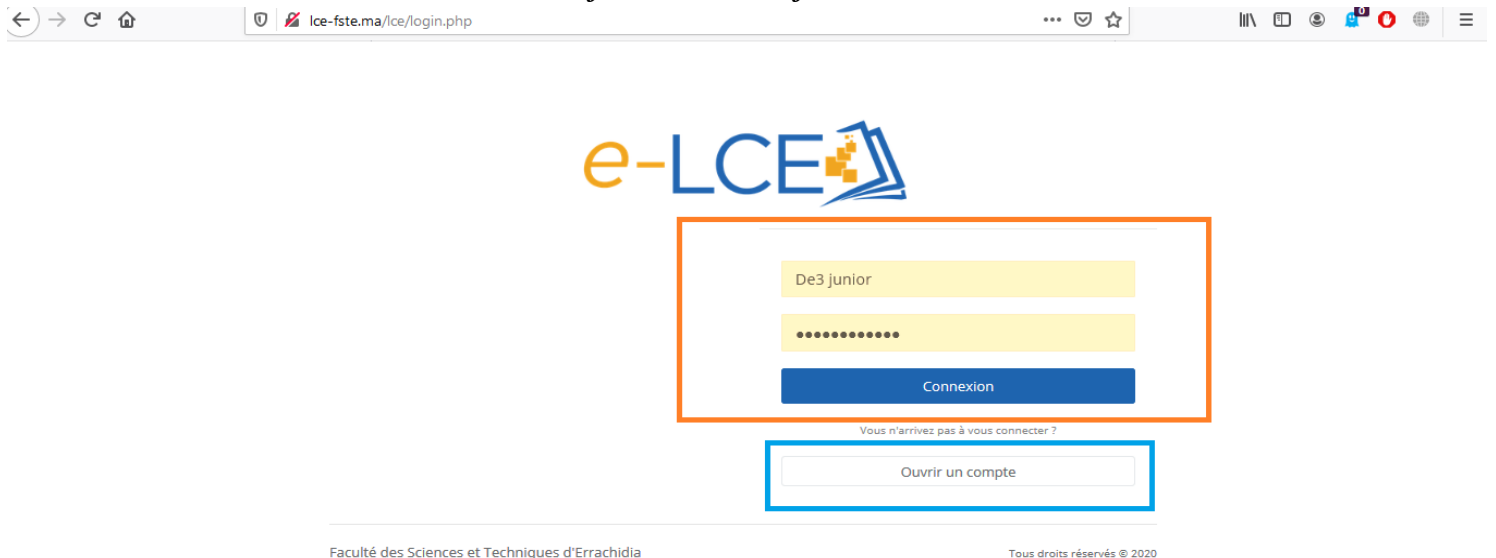 lce-fste.ma/lce/login.php
0
e-LCE
De3 junior
••••••••••••
Connexion
Vous n'arrivez pas à vous connecter ?
Ouvrir un compte
Faculté des Sciences et Techniques d'Errachidia
Tous droits réservés © 2020